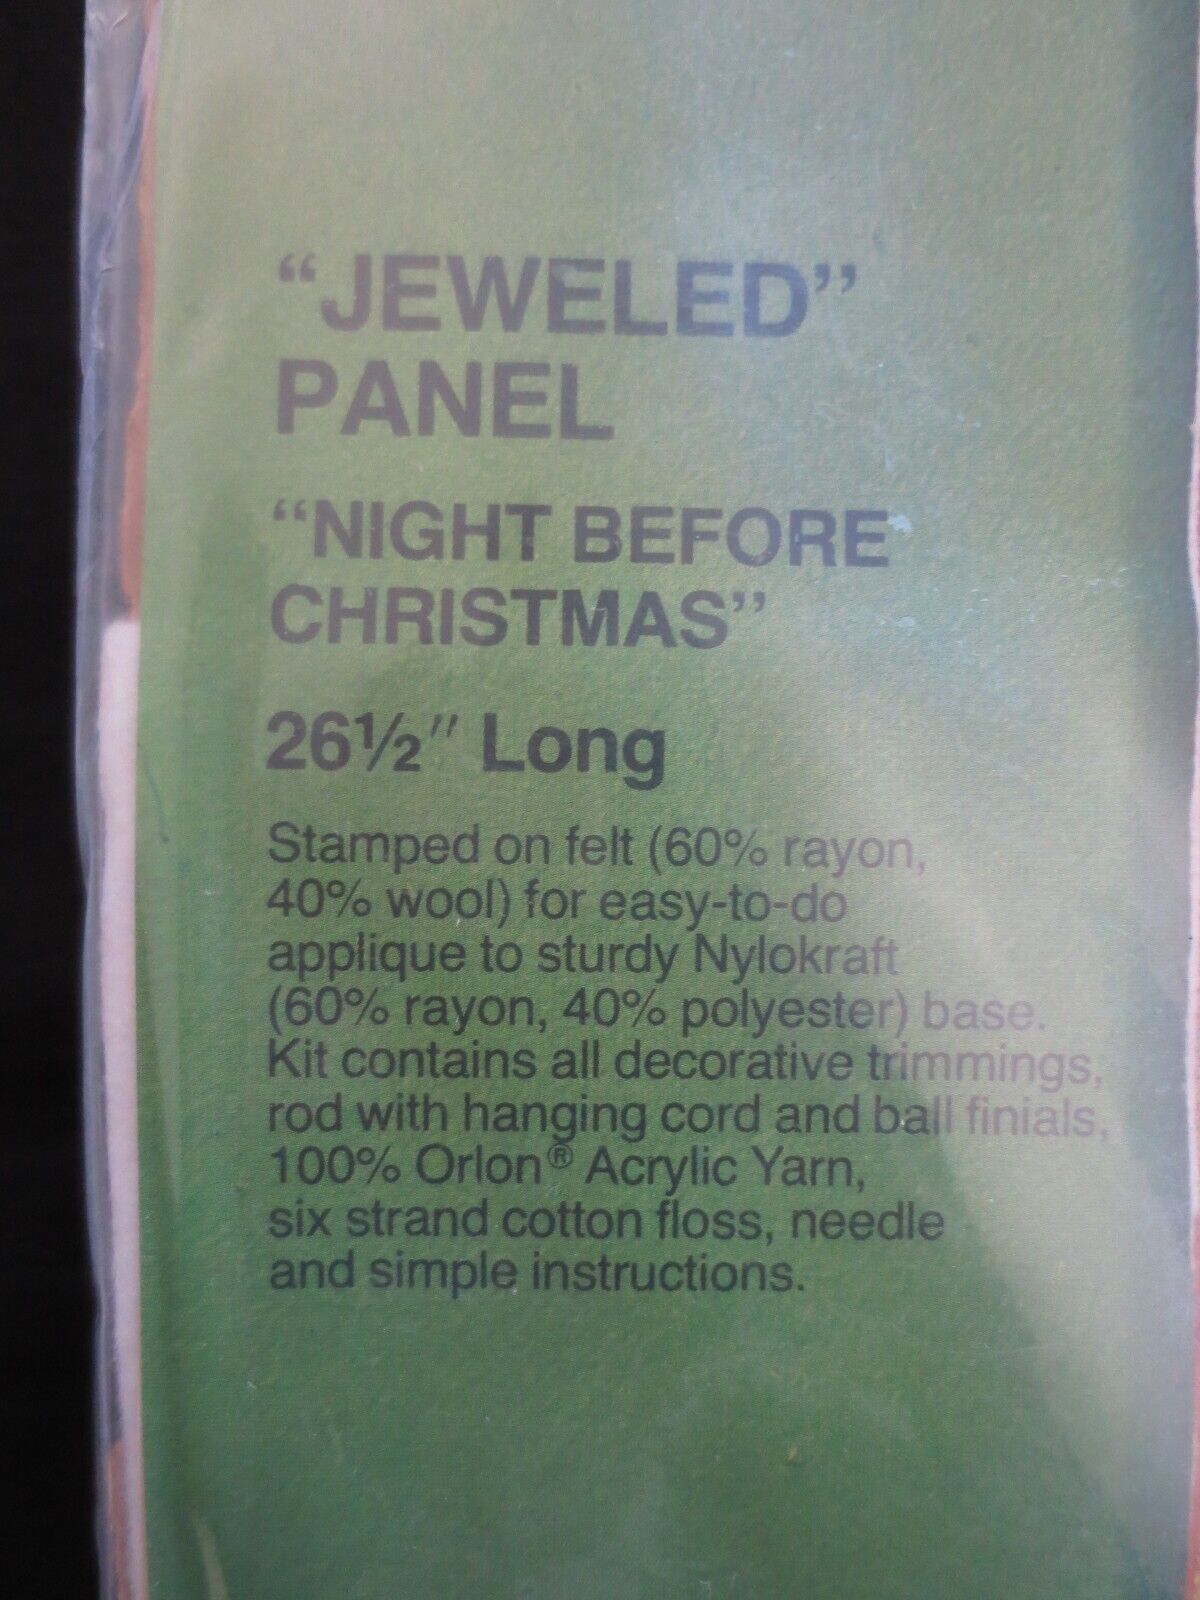 “JEWELED”
PANEL
“NIGHT BEFORE
CHRISTMAS”
26½" Long
Stamped on felt (60% rayon,
40% wool) for easy-to-do
applique to sturdy Nylokraft
(60% rayon, 40% polyester) base.
Kit contains all decorative trimmings,
rod with hanging cord and ball finials,
100% Orlon® Acrylic Yarn,
six strand cotton floss, needle
and simple instructions.